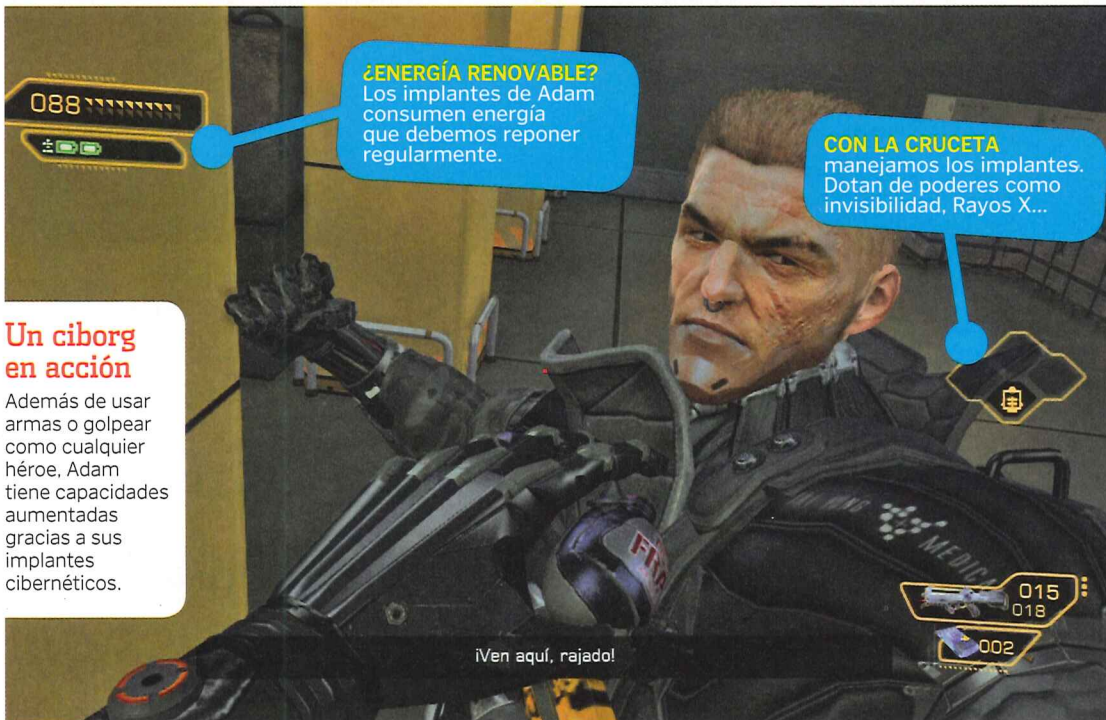 088
¿ENERGÍA RENOVABLE?
Los implantes de Adam
consumen energía
que debemos reponer
regularmente.
CON LA CRUCETA
manejamos los implantes.
Dotan de poderes como
invisibilidad, Rayos X...
Un ciborg
en acción
Además de usar
armas o golpear
como cualquier
héroe, Adam
tiene capacidades
aumentadas
gracias a sus
implantes
cibernéticos.
FRA
MEDICA
015
018
002
¡Ven aquí, rajado!